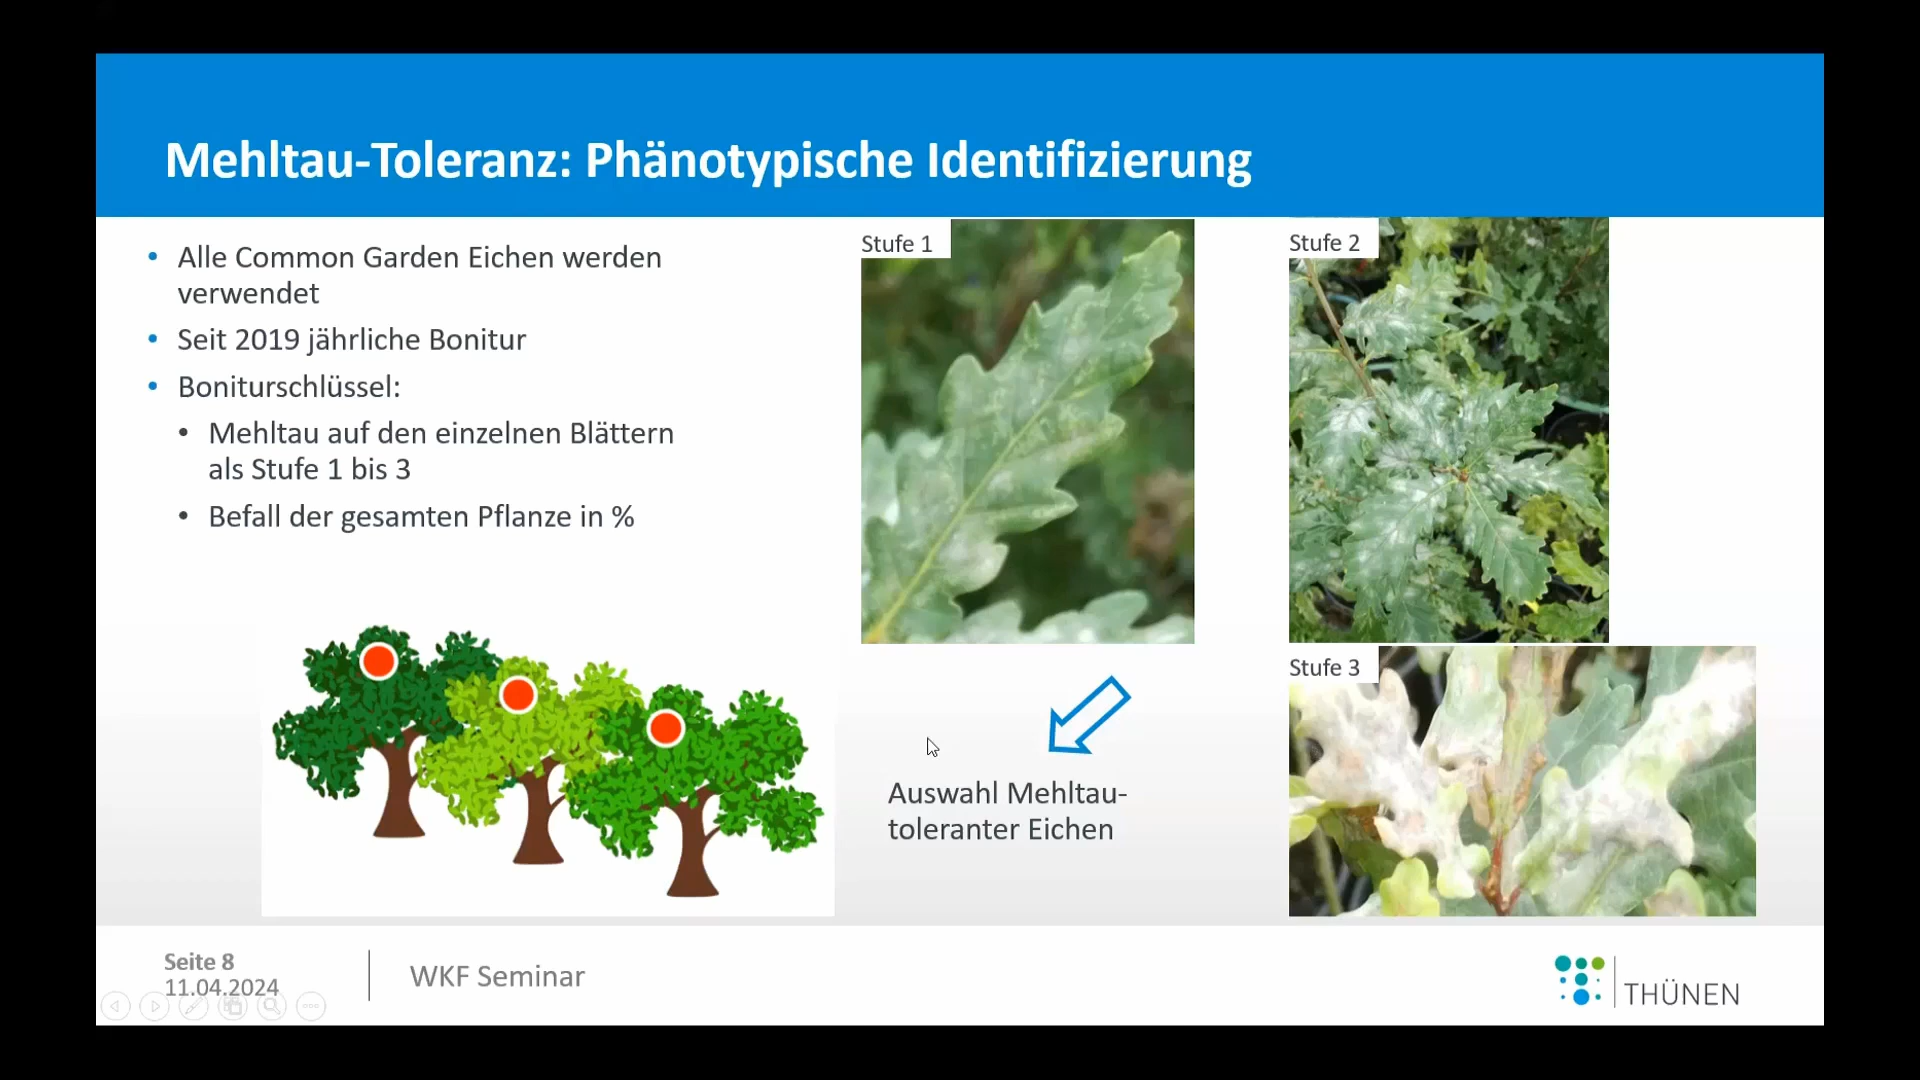 Mehltau-Toleranz: Phänotypische Identifizierung
• Alle Common Garden Eichen werden
verwendet
• Seit 2019 jährliche Bonitur
• Boniturschlüssel:
• Mehltau auf den einzelnen Blättern
als Stufe 1 bis 3
• Befall der gesamten Pflanze in %
Stufe 1
Stufe 2
Stufe 3
Auswahl Mehltau-
toleranter Eichen
Seite 8
11.04.2024
WKF Seminar
THÜNEN